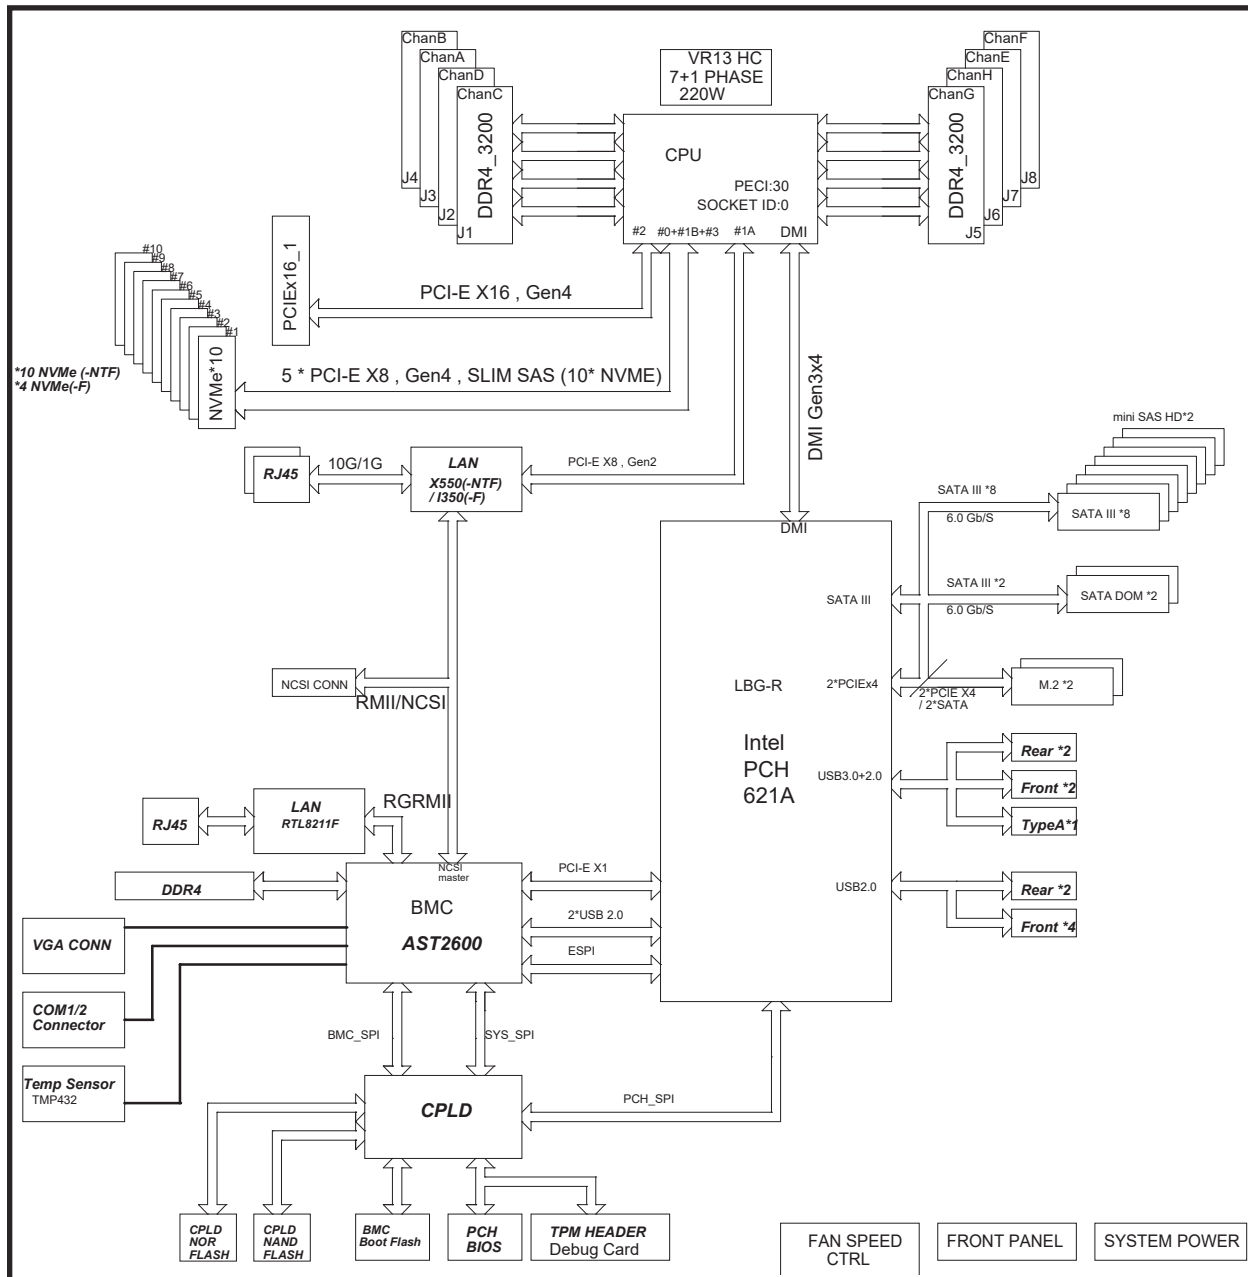 ChanB
ChanA
ChanD
ChanC
DDR4_3200
J4
J3
J2
J1
VR13 HC
7+1 PHASE
220W
CPU
PECI:30
SOCKET ID:0
#2
#0+#1B+#3
#1A
DMI
ChanF
ChanE
ChanH
ChanG
DDR4_3200
J8
J7
J6
J5
PCIEx16_1
PCI-E X16 , Gen4
#10
#9
#8
#7
#6
#5
#4
#3
#2
#1
NVMe*10
*10 NVMe (-NTF)
*4 NVMe(-F)
5 * PCI-E X8 , Gen4 , SLIM SAS (10* NVME)
DMI Gen3x4
RJ45
10G/1G
LAN
X550(-NTF)
/ I350(-F)
PCI-E X8 , Gen2
mini SAS HD*2
SATA III *8
6.0 Gb/S
SATA III *8
DMI
SATA III
SATA III *2
6.0 Gb/S
SATA DOM *2
NCSI CONN
RMII/NCSI
LBG-R
2*PCIEx4
2*PCIE X4
/ 2*SATA
M.2 *2
Intel
PCH
621A
USB3.0+2.0
Rear *2
Front *2
TypeA*1
RJ45
LAN
RTL8211F
RGRMII
DDR4
NCSI
master
BMC
AST2600
PCI-E X1
2*USB 2.0
ESPI
USB2.0
Rear *2
Front *4
VGA CONN
COM1/2
Connector
Temp Sensor
TMP432
BMC_SPI
SYS_SPI
CPLD
PCH_SPI
CPLD
NOR
FLASH
CPLD
NAND
FLASH
BMC
Boot Flash
PCH
BIOS
TPM HEADER
Debug Card
FAN SPEED
CTRL
FRONT PANEL
SYSTEM POWER